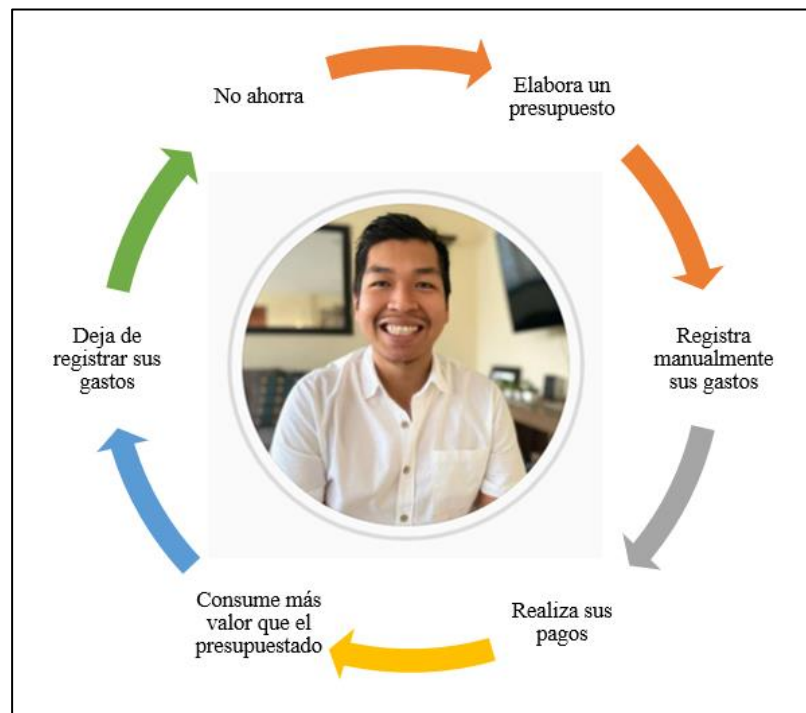 No ahorra
Elabora un
presupuesto
Registra
manualmente
sus gastos
Realiza sus
pagos
Consume más
valor que el
presupuestado
Deja de
registrar sus
gastos